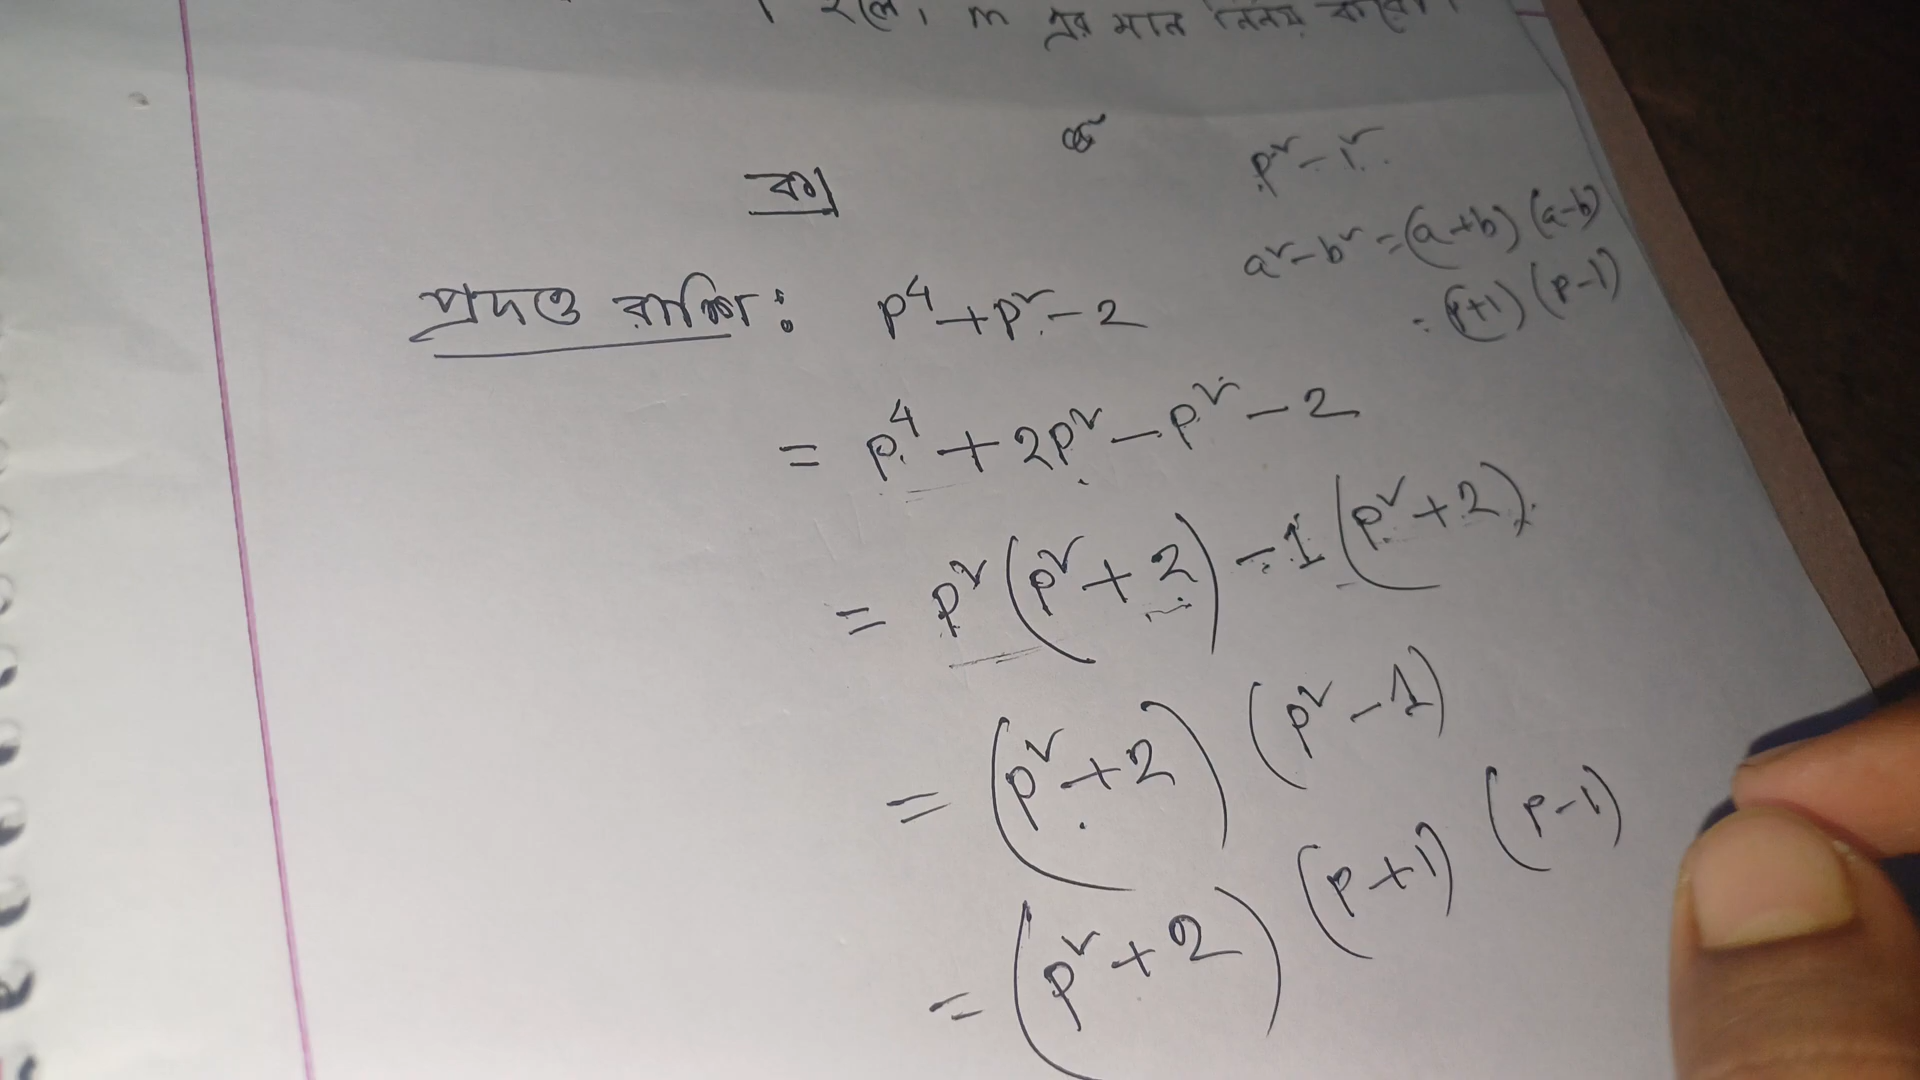 হলে, m এর মান নির্ণয় করো।
ক)
p² - 1²
a² - b² = (a+b) (a-b)
= (p+1) (p-1)
প্রদত্ত রাশি: p⁴ + p² - 2
= p⁴ + 2p² - p² - 2
= p² (p² + 2) - 1 (p² + 2)
= (p² + 2) (p² - 1)
= (p² + 2) (p + 1) (p - 1)